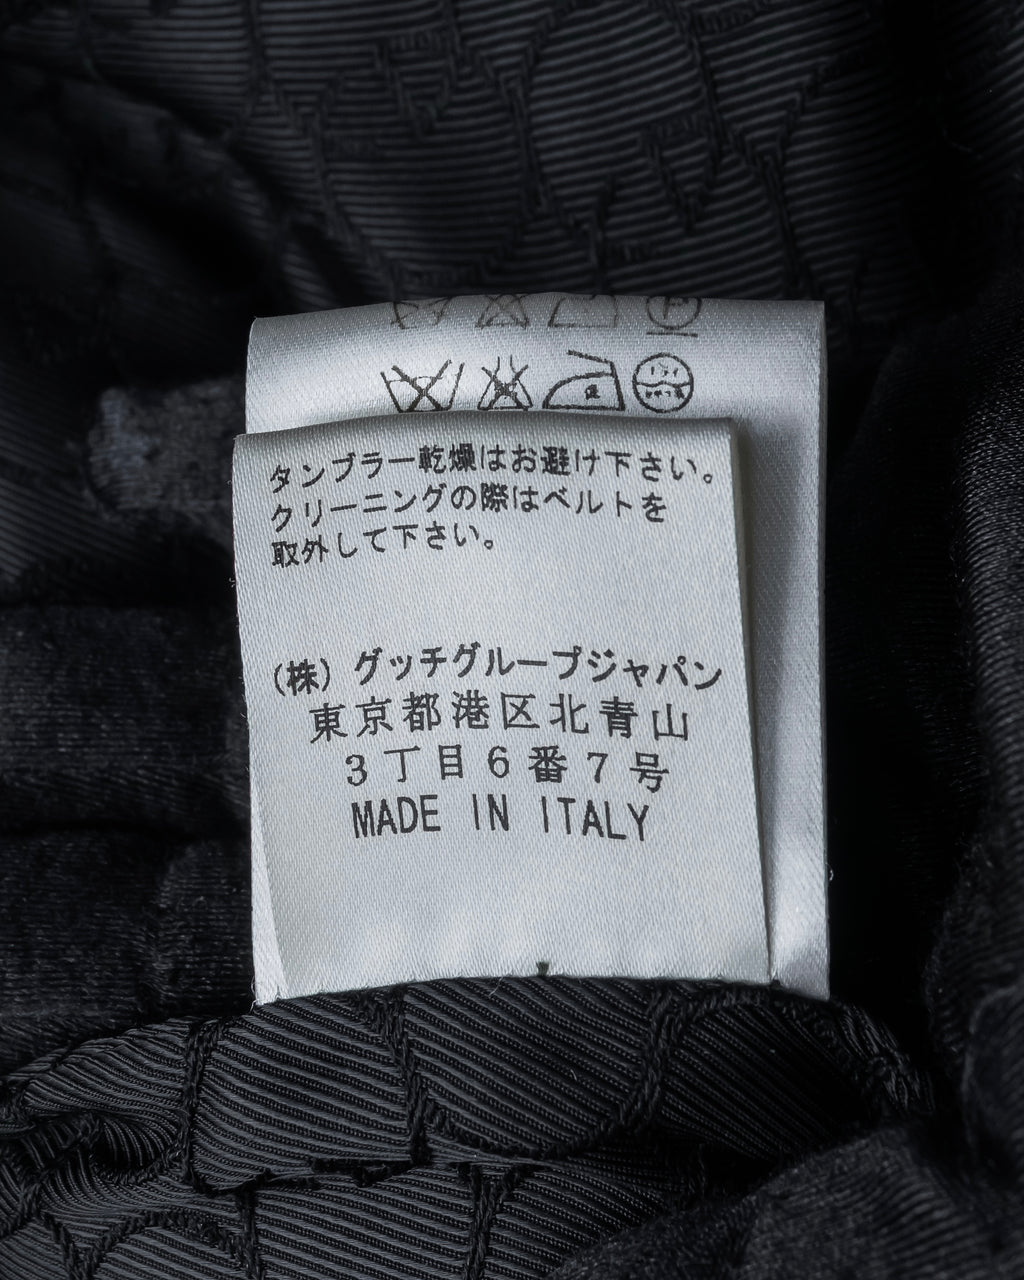 タンブラー乾燥はお避け下さい。
クリーニングの際はベルトを
取外して下さい。
(株) グッチグループジャパン
東京都港区北青山
3丁目6番7号
MADE IN ITALY